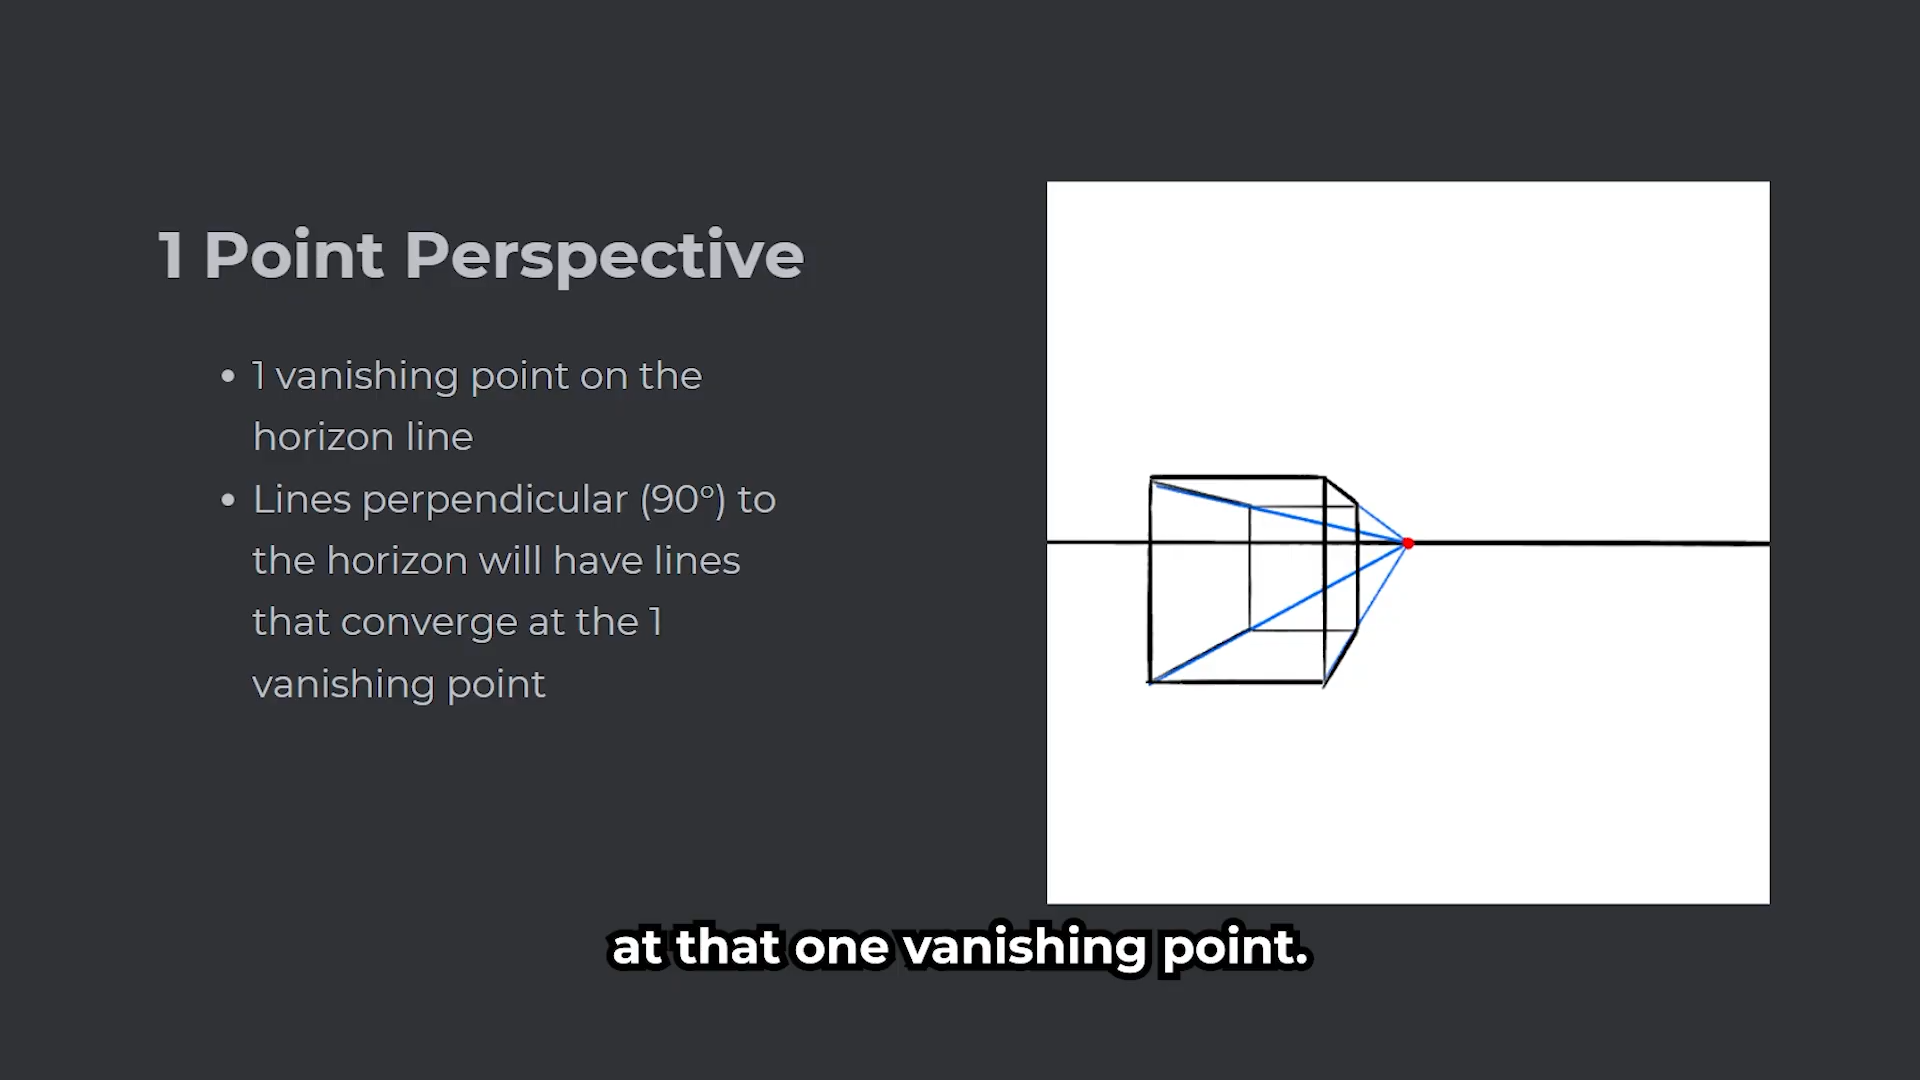 1 Point Perspective
• 1 vanishing point on the
horizon line
• Lines perpendicular (90°) to
the horizon will have lines
that converge at the 1
vanishing point
at that one vanishing point.